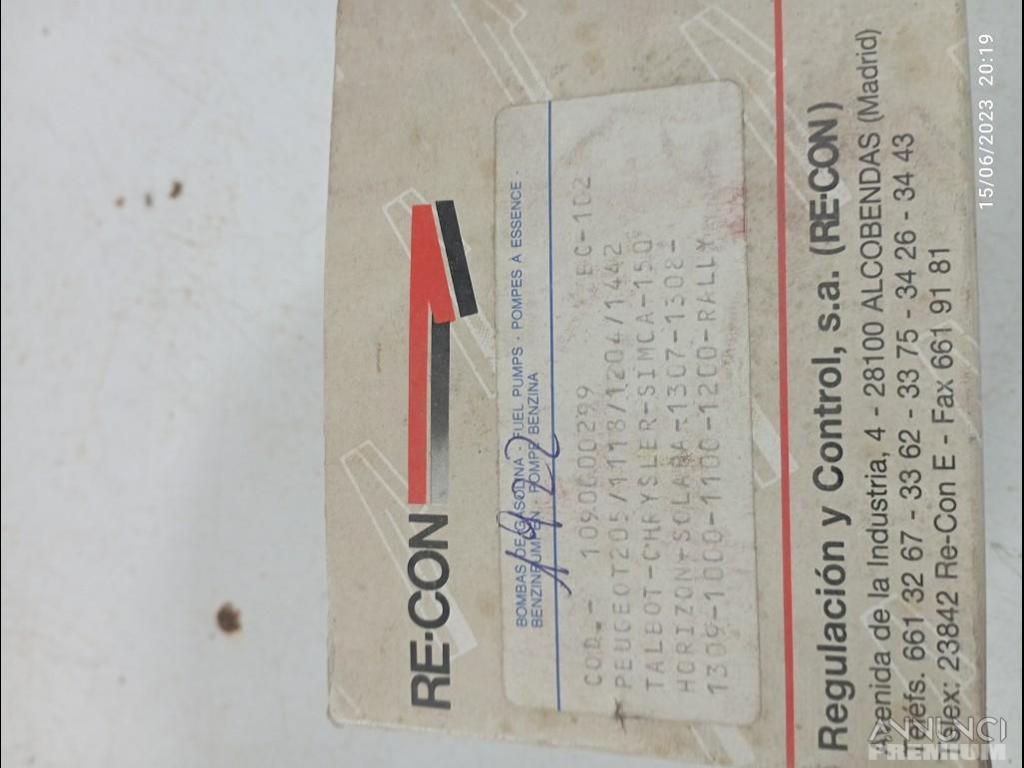 RE-CON
BOMBAS DE GASOLINA · FUEL PUMPS · POMPES À ESSENCE ·
BENZINPUMPEN · POMPE BENZINA
COD.- 1090000299 EC-102
PEUGEOT205/1118/1204/1442
TALBOT-CHRYSLER-SIMCA-150
HORIZON+SOLARA-1307-1308-
1309-1000-1100-1200-RALLY
Regulación y Control, s.a. (RE-CON)
Avenida de la Industria, 4 - 28100 ALCOBENDAS (Madrid)
Teléfs. 661 32 67 - 33 62 - 33 75 - 34 26 - 34 43
Télex: 23842 Re-Con E - Fax 661 91 81
15/06/2023 20:19
ANNUNCI
PREMIUM